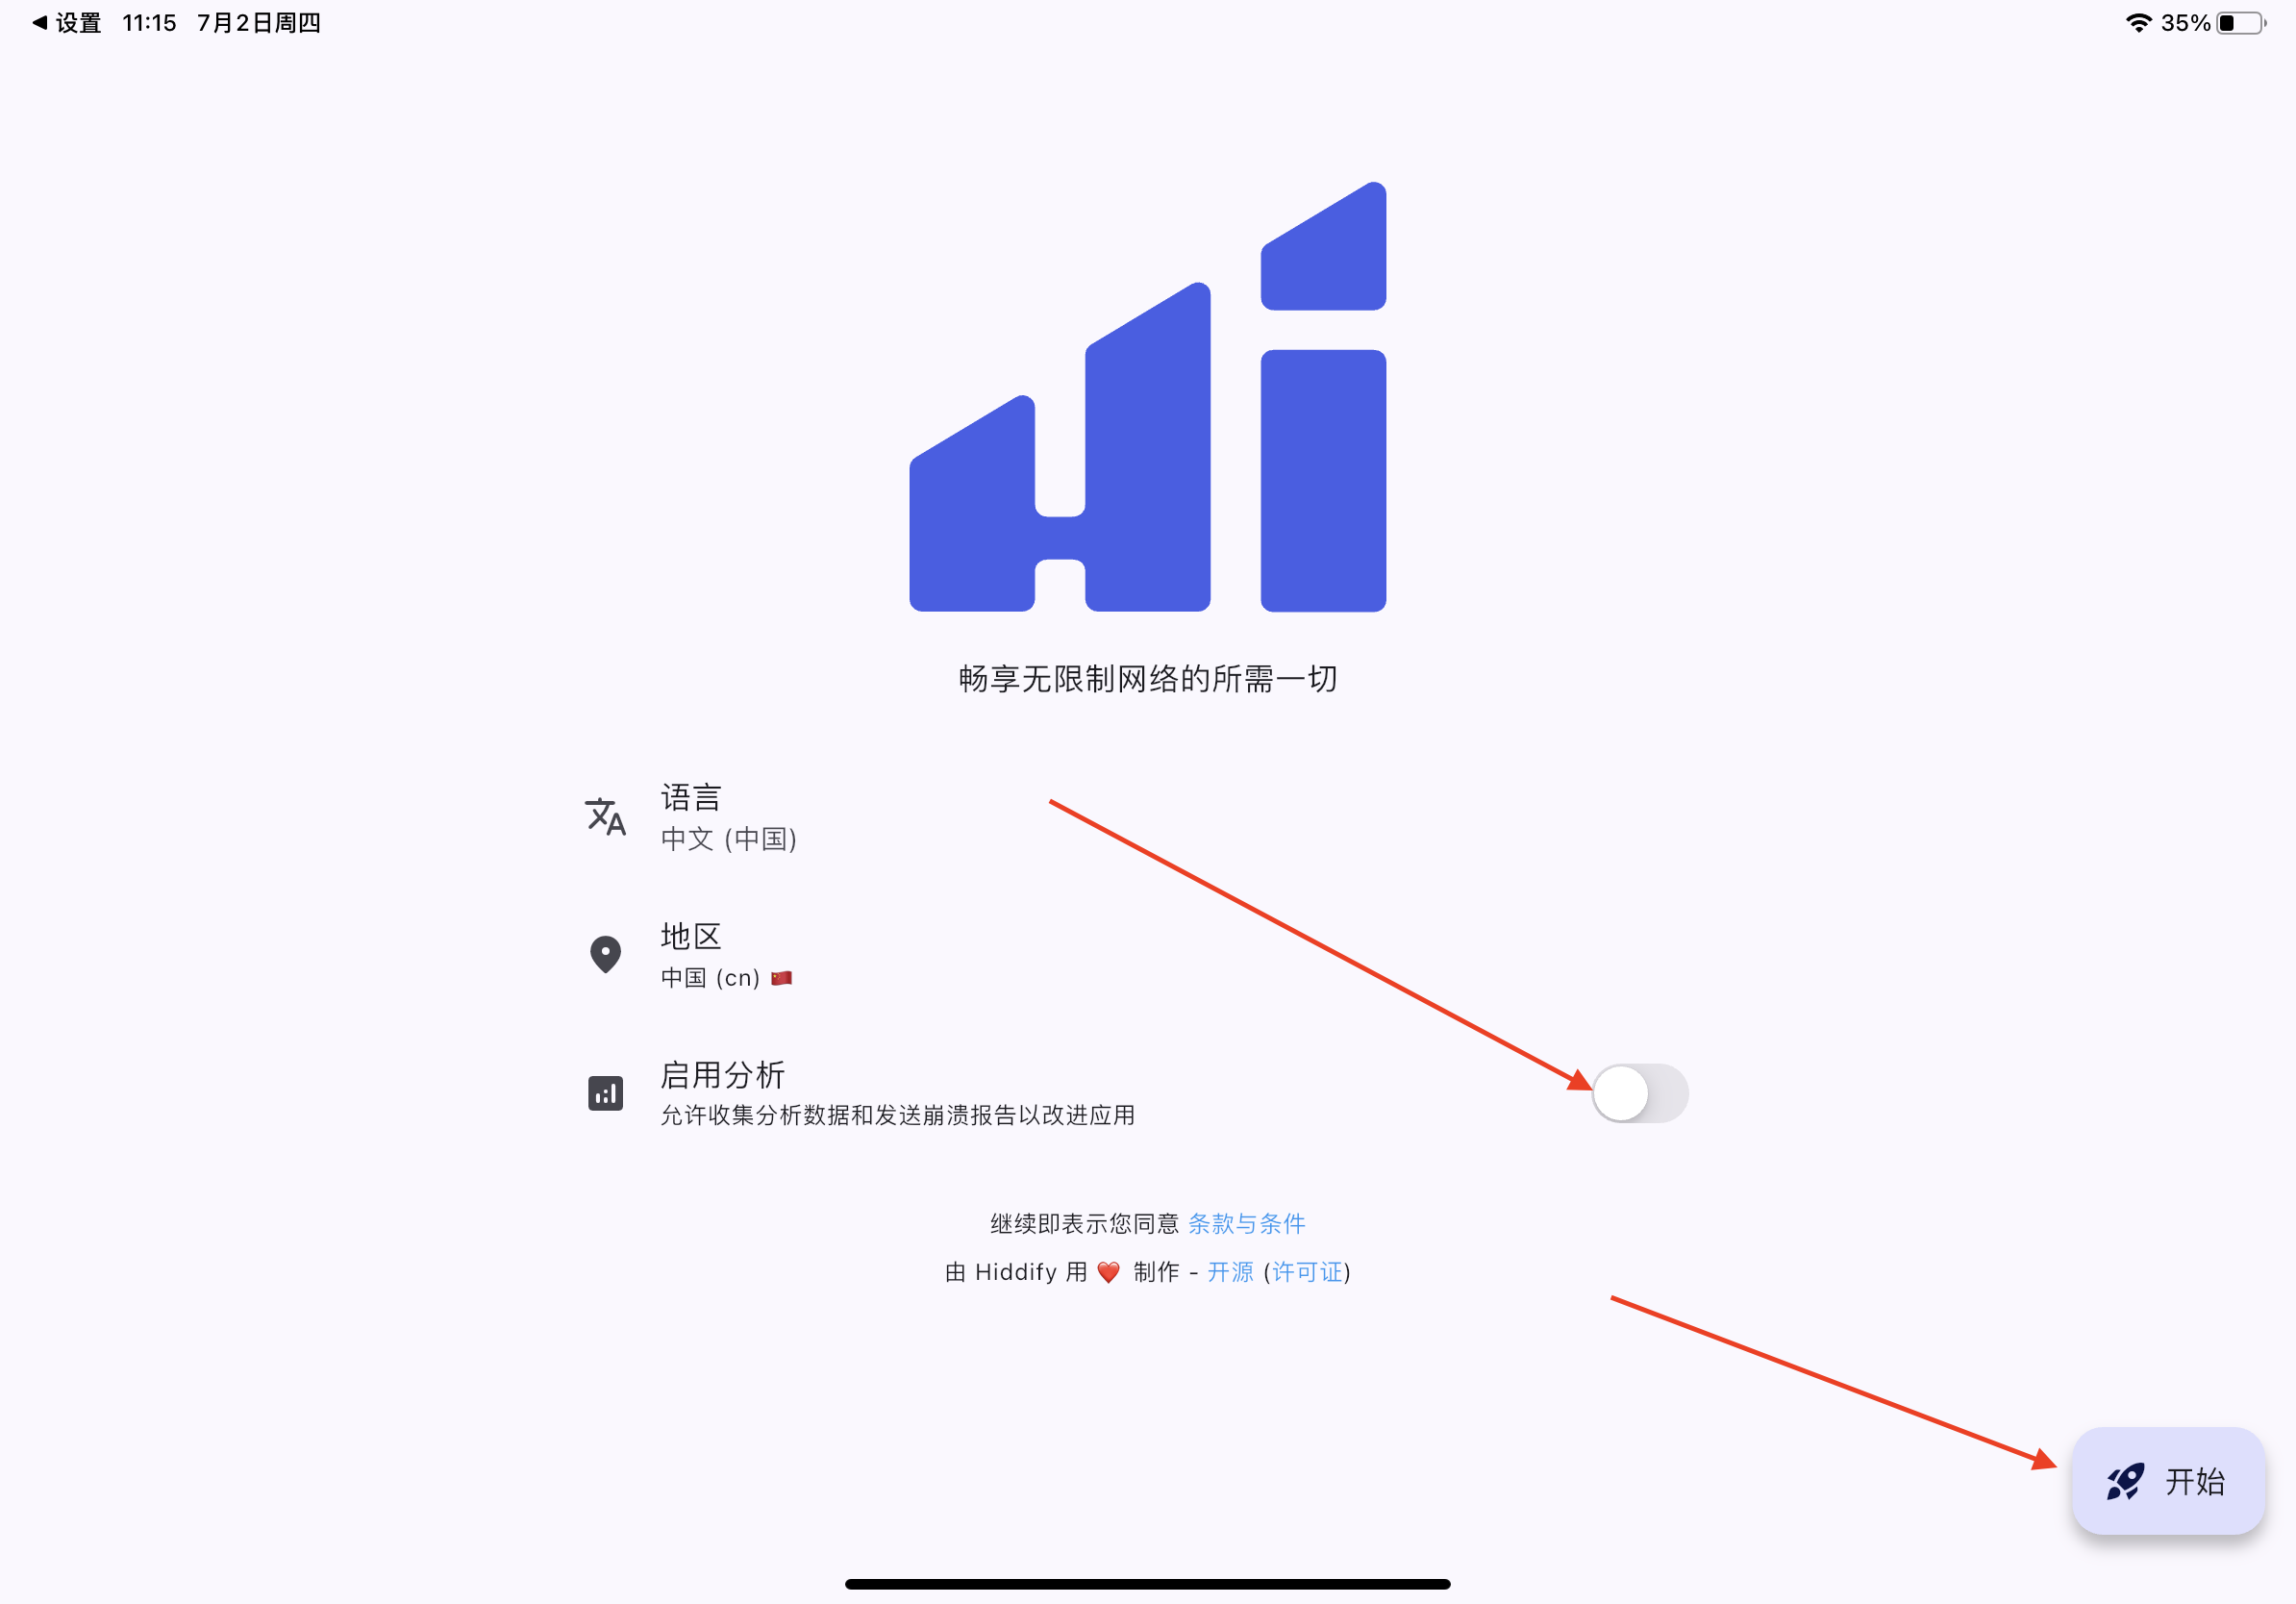 设置 11:15 7月2日周四 35%
畅享无限制网络的所需一切
语言
中文 (中国)
地区
中国 (cn) 🇨🇳
启用分析
允许收集分析数据和发送崩溃报告以改进应用
继续即表示您同意 条款与条件
由 Hiddify 用 ❤️ 制作 - 开源 (许可证)
开始